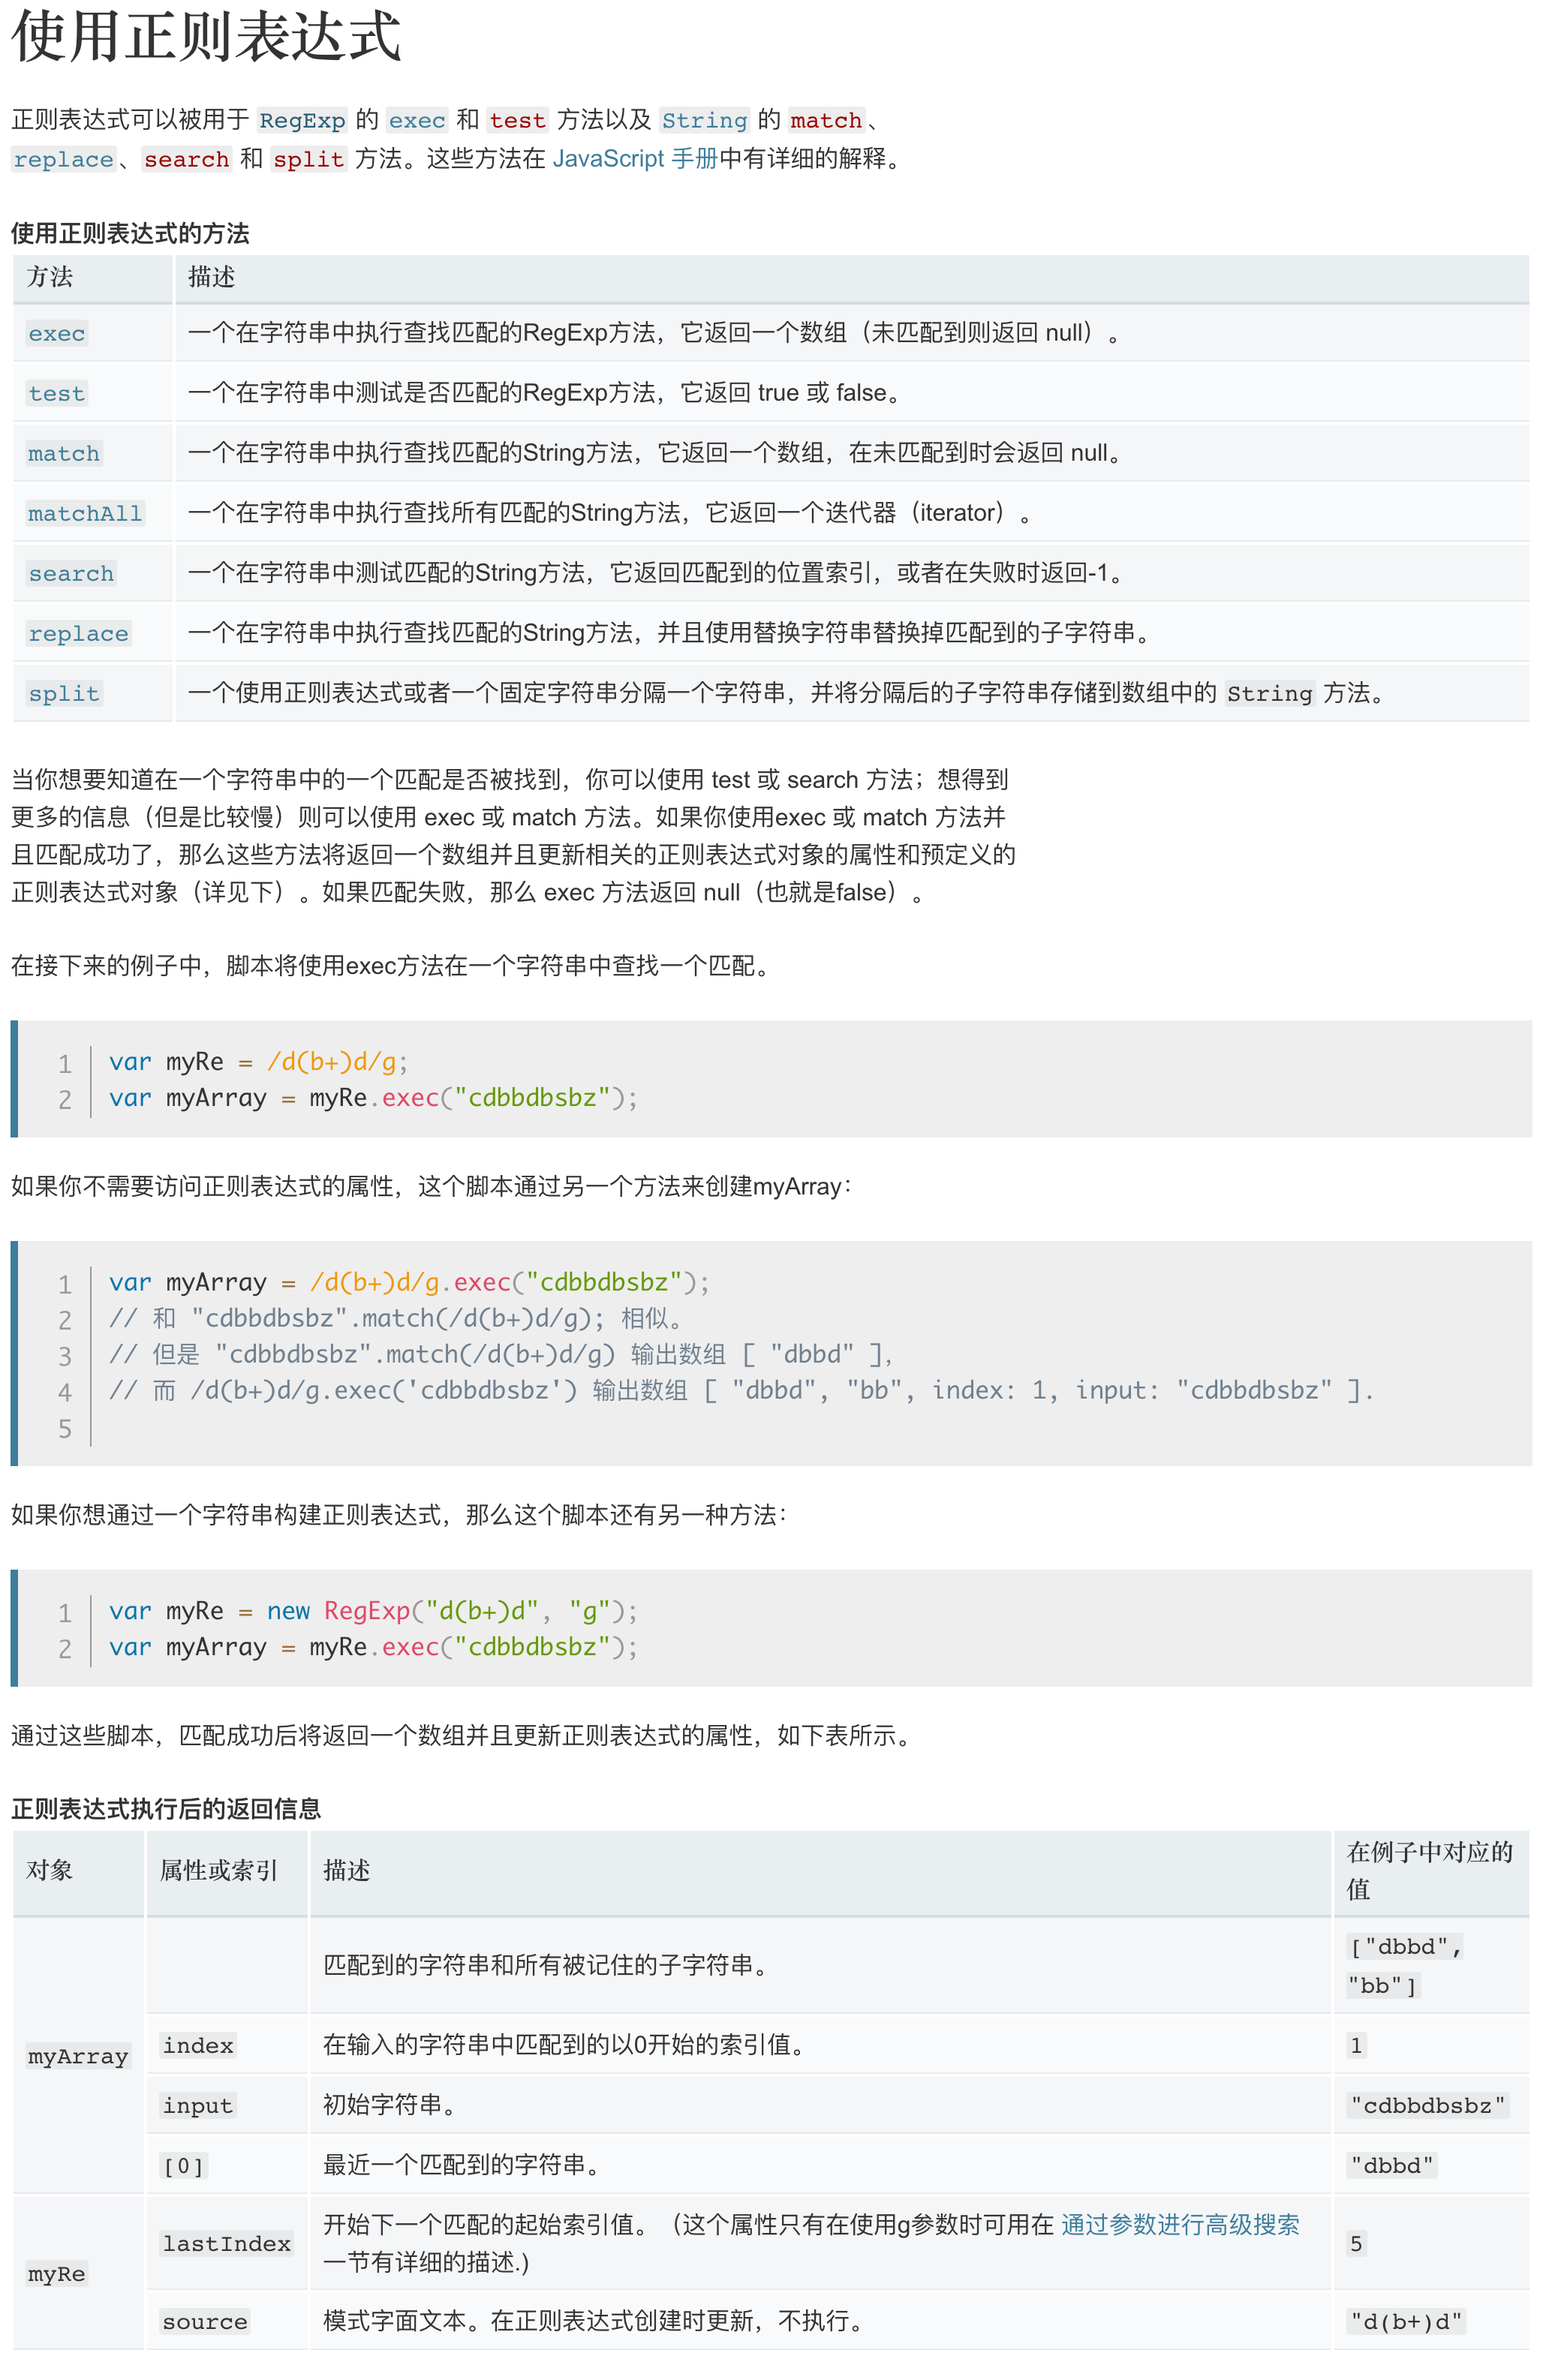 使用正则表达式
正则表达式可以被用于 RegExp 的 exec 和 test 方法以及 String 的 match、
replace、search 和 split 方法。这些方法在 JavaScript 手册中有详细的解释。
使用正则表达式的方法
方法 描述
exec 一个在字符串中执行查找匹配的RegExp方法，它返回一个数组（未匹配到则返回 null）。
test 一个在字符串中测试是否匹配的RegExp方法，它返回 true 或 false。
match 一个在字符串中执行查找匹配的String方法，它返回一个数组，在未匹配到时会返回 null。
matchAll 一个在字符串中执行查找所有匹配的String方法，它返回一个迭代器（iterator）。
search 一个在字符串中测试匹配的String方法，它返回匹配到的位置索引，或者在失败时返回-1。
replace 一个在字符串中执行查找匹配的String方法，并且使用替换字符串替换掉匹配到的子字符串。
split 一个使用正则表达式或者一个固定字符串分隔一个字符串，并将分隔后的子字符串存储到数组中的 String 方法。
当你想要知道在一个字符串中的一个匹配是否被找到，你可以使用 test 或 search 方法；想得到
更多的信息（但是比较慢）则可以使用 exec 或 match 方法。如果你使用exec 或 match 方法并
且匹配成功了，那么这些方法将返回一个数组并且更新相关的正则表达式对象的属性和预定义的
正则表达式对象（详见下）。如果匹配失败，那么 exec 方法返回 null（也就是false）。
在接下来的例子中，脚本将使用exec方法在一个字符串中查找一个匹配。
1 var myRe = /d(b+)d/g;
2 var myArray = myRe.exec("cdbbdbsbz");
如果你不需要访问正则表达式的属性，这个脚本通过另一个方法来创建myArray：
1 var myArray = /d(b+)d/g.exec("cdbbdbsbz");
2 // 和 "cdbbdbsbz".match(/d(b+)d/g); 相似。
3 // 但是 "cdbbdbsbz".match(/d(b+)d/g) 输出数组 [ "dbbd" ]，
4 // 而 /d(b+)d/g.exec('cdbbdbsbz') 输出数组 [ "dbbd", "bb", index: 1, input: "cdbbdbsbz" ].
5
如果你想通过一个字符串构建正则表达式，那么这个脚本还有另一种方法：
1 var myRe = new RegExp("d(b+)d", "g");
2 var myArray = myRe.exec("cdbbdbsbz");
通过这些脚本，匹配成功后将返回一个数组并且更新正则表达式的属性，如下表所示。
正则表达式执行后的返回信息
对象 属性或索引 描述 在例子中对应的
值
匹配到的字符串和所有被记住的子字符串。 ["dbbd",
"bb"]
myArray
index 在输入的字符串中匹配到的以0开始的索引值。 1
input 初始字符串。 "cdbbdbsbz"
[0] 最近一个匹配到的字符串。 "dbbd"
myRe
lastIndex 开始下一个匹配的起始索引值。（这个属性只有在使用g参数时可用在 通过参数进行高级搜索 5
一节有详细的描述.)
source 模式字面文本。在正则表达式创建时更新，不执行。 "d(b+)d"